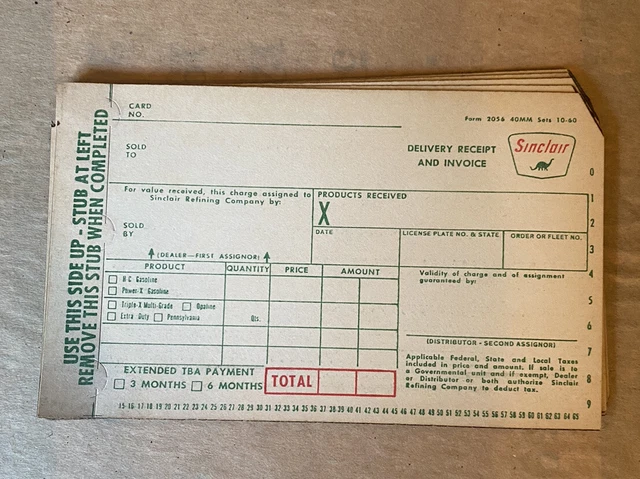 USE THIS SIDE UP - STUB AT LEFT
REMOVE THIS STUB WHEN COMPLETED
CARD
NO.
Form 2056 40MM Sets 10-60
SOLD
TO
DELIVERY RECEIPT
AND INVOICE
Sinclair
For value received, this charge assigned to
Sinclair Refining Company by:
PRODUCTS RECEIVED
X
SOLD
BY
DATE
LICENSE PLATE NO. & STATE
ORDER OR FLEET NO.
(DEALER—FIRST ASSIGNOR)
PRODUCT QUANTITY PRICE AMOUNT
H-C Gasoline
Power-X Gasoline
Triple-X Multi-Grade Opaline
Extra Duty Pennsylvania Qts.
Validity of charge and of assignment
guaranteed by:
(DISTRIBUTOR - SECOND ASSIGNOR)
Applicable Federal, State and Local Taxes
included in price and amount. If sale is to
a Governmental unit and if exempt, Dealer
or Distributor or both authorize Sinclair
Refining Company to deduct tax.
EXTENDED TBA PAYMENT
3 MONTHS 6 MONTHS
TOTAL
0
1
2
3
4
5
6
7
8
9
15 16 17 18 19 20 21 22 23 24 25 26 27 28 29 30 31 32 33 34 35 36 37 38 39 40 41 42 43 44 45 46 47 48 49 50 51 52 53 54 55 56 57 58 59 60 61 62 63 64 65